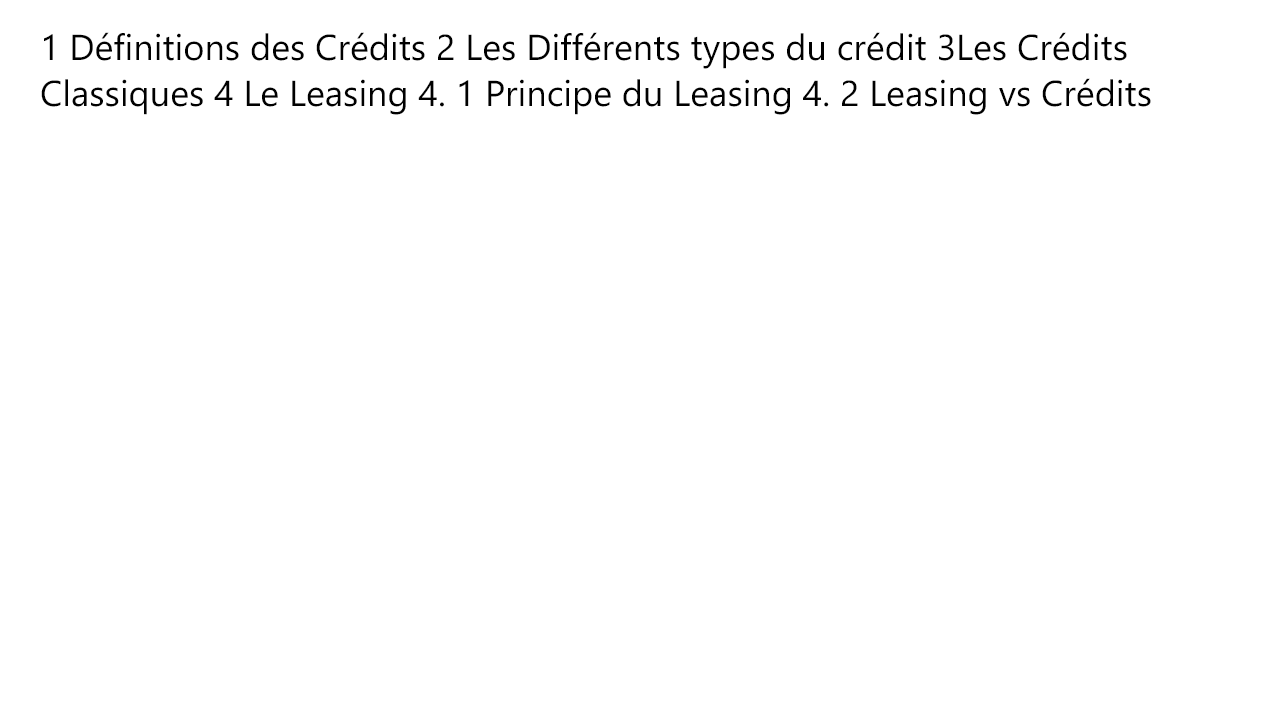 1 Définitions des Crédits 2 Les Différents types du crédit 3Les Crédits
Classiques 4 Le Leasing 4. 1 Principe du Leasing 4. 2 Leasing vs Crédits